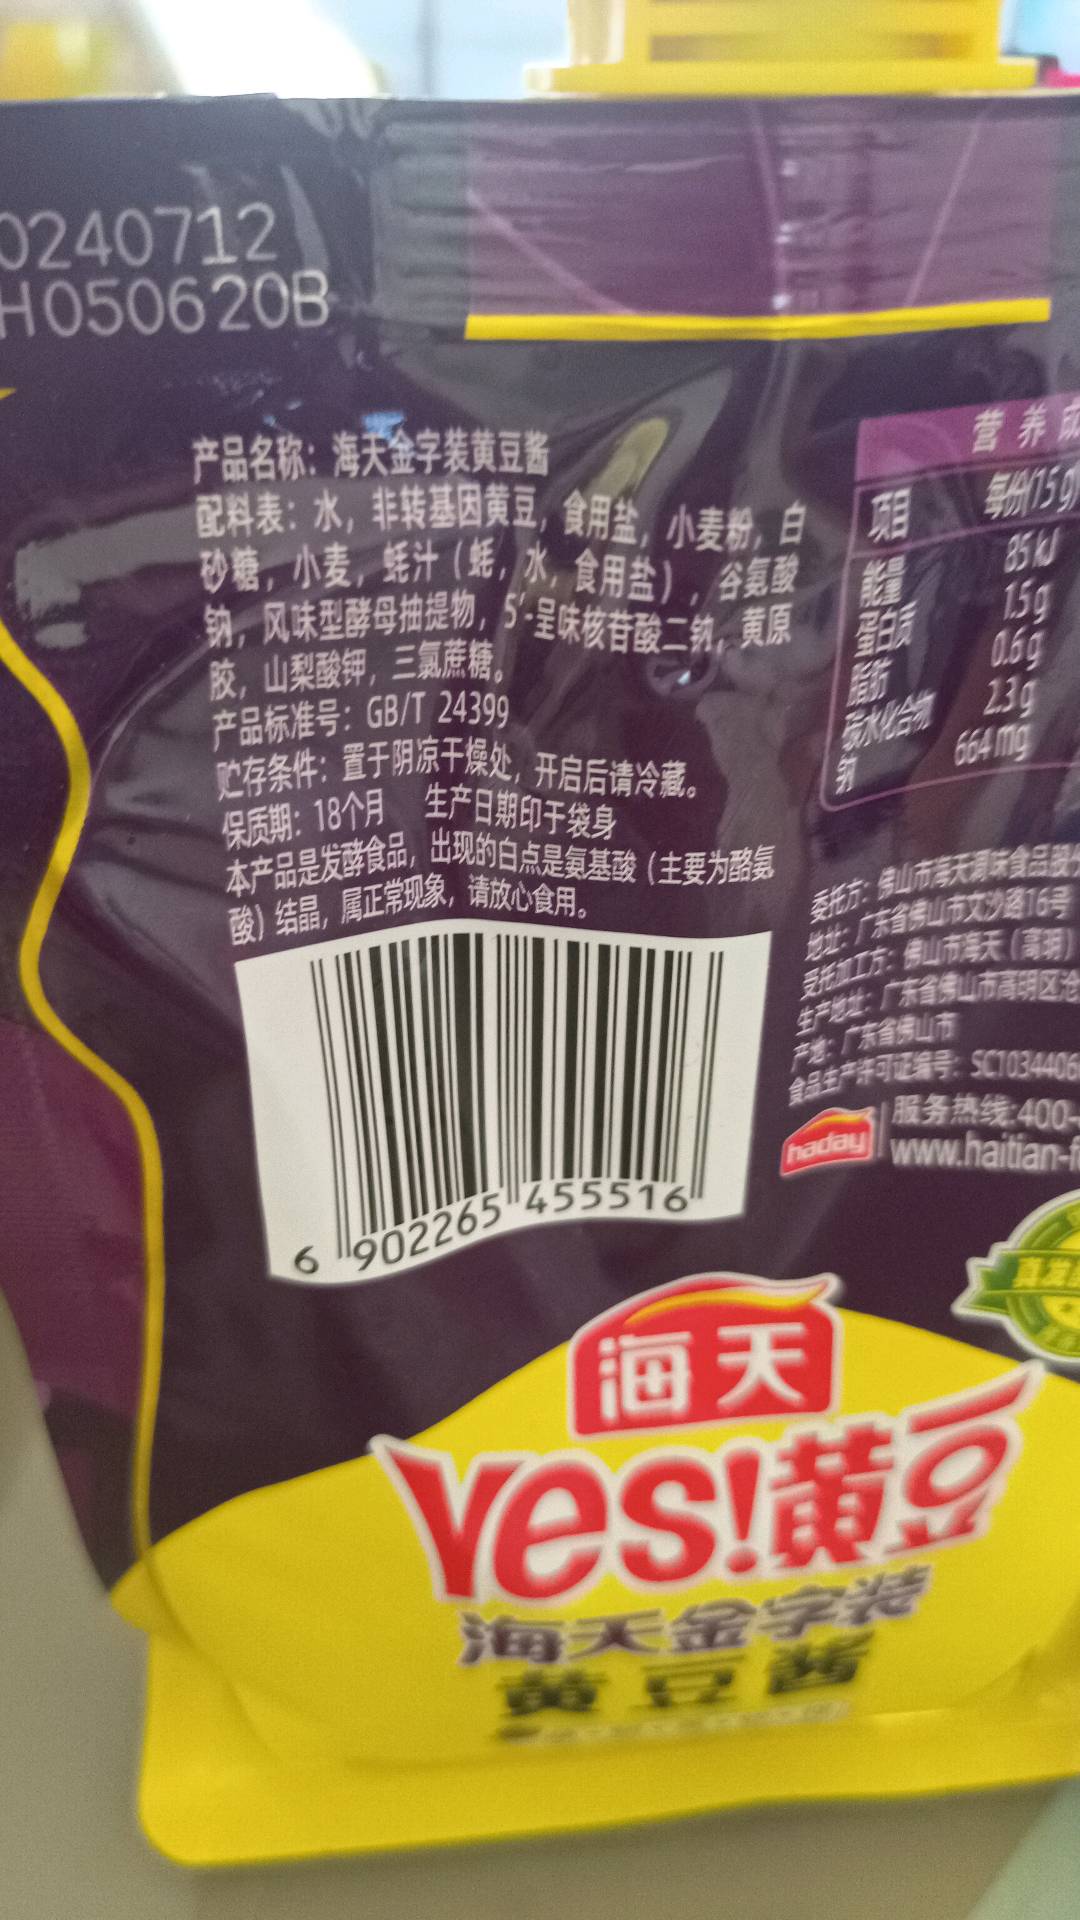 0240712
H050620B
产品名称：海天金字装黄豆酱
配料表：水，非转基因黄豆，食用盐，小麦粉，白
砂糖，小麦，蚝汁（蚝，水，食用盐），谷氨酸
钠，风味型酵母抽提物，5'-呈味核苷酸二钠，黄原
胶，山梨酸钾，三氯蔗糖。
产品标准号：GB/T 24399
贮存条件：置于阴凉干燥处，开启后请冷藏。
保质期：18个月 生产日期印于袋身
本产品是发酵食品，出现的白点是氨基酸（主要为酪氨
酸）结晶，属正常现象，请放心食用。
6 902265 455516
营养成
项目 每份(15g)
能量 85kJ
蛋白质 1.5g
脂肪 0.6g
碳水化合物 2.3g
钠 664mg
委托方：佛山市海天调味食品股
地址：广东省佛山市文沙路16号
受托加工方：佛山市海天（高明）
生产地址：广东省佛山市高明区沧
产地：广东省佛山市
食品生产许可证编号：SC1034406
haday
服务热线:400-
www.haitian-f
真发
海天
Yes!黄豆
海天金字装
黄豆酱